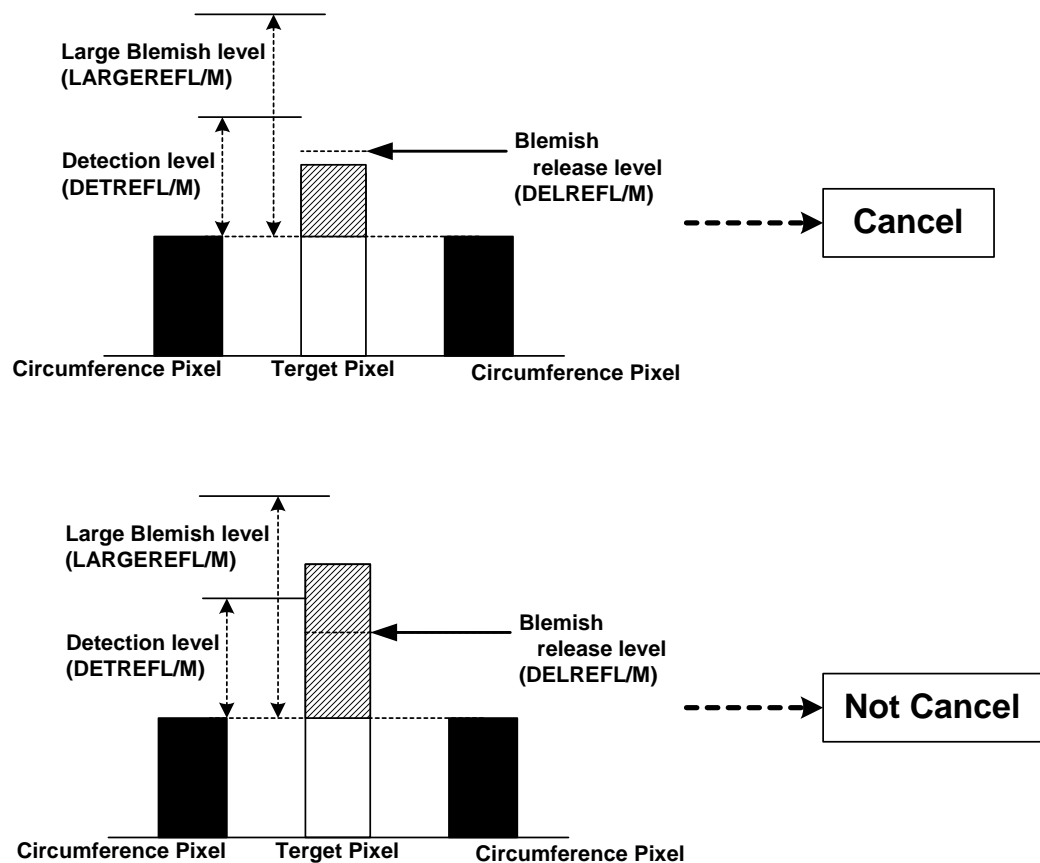 Large Blemish level
(LARGEREFL/M)
Detection level
(DETREFL/M)
Blemish
release level
(DELREFL/M)
Cancel
Circumference Pixel
Terget Pixel
Circumference Pixel
Large Blemish level
(LARGEREFL/M)
Detection level
(DETREFL/M)
Blemish
release level
(DELREFL/M)
Not Cancel
Circumference Pixel
Terget Pixel
Circumference Pixel